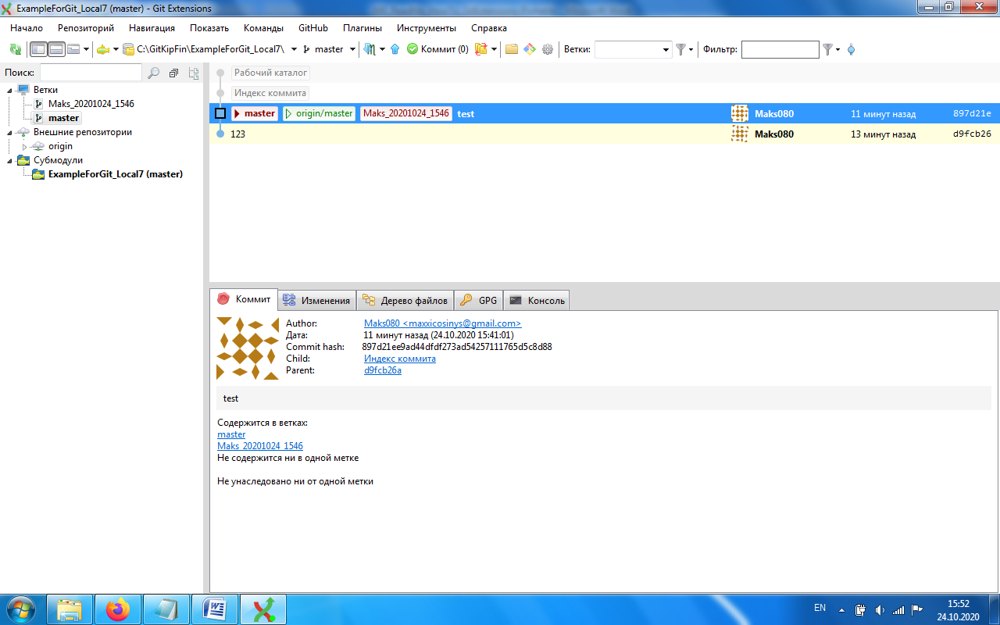 ExampleForGit_Local7 (master) - Git Extensions
Начало Репозиторий Навигация Показать Команды GitHub Плагины Инструменты Справка
C:\GitKipFin\ExampleForGit_Local7\ master Коммит (0) Ветки: Фильтр:
Поиск:
Ветки
Maks_20201024_1546
master
Внешние репозитории
origin
Субмодули
ExampleForGit_Local7 (master)
Рабочий каталог
Индекс коммита
master origin/master Maks_20201024_1546 test Maks080 11 минут назад 897d21e
123 Maks080 13 минут назад d9fcb26
Коммит Изменения Дерево файлов GPG Консоль
Author: Maks080 <maxxicosinys@gmail.com>
Дата: 11 минут назад (24.10.2020 15:41:01)
Commit hash: 897d21ee9ad44dfdf273ad54257111765d5c8d88
Child: Индекс коммита
Parent: d9fcb26a
test
Содержится в ветках:
master
Maks_20201024_1546
Не содержится ни в одной метке
Не унаследовано ни от одной метки
EN 15:52
24.10.2020